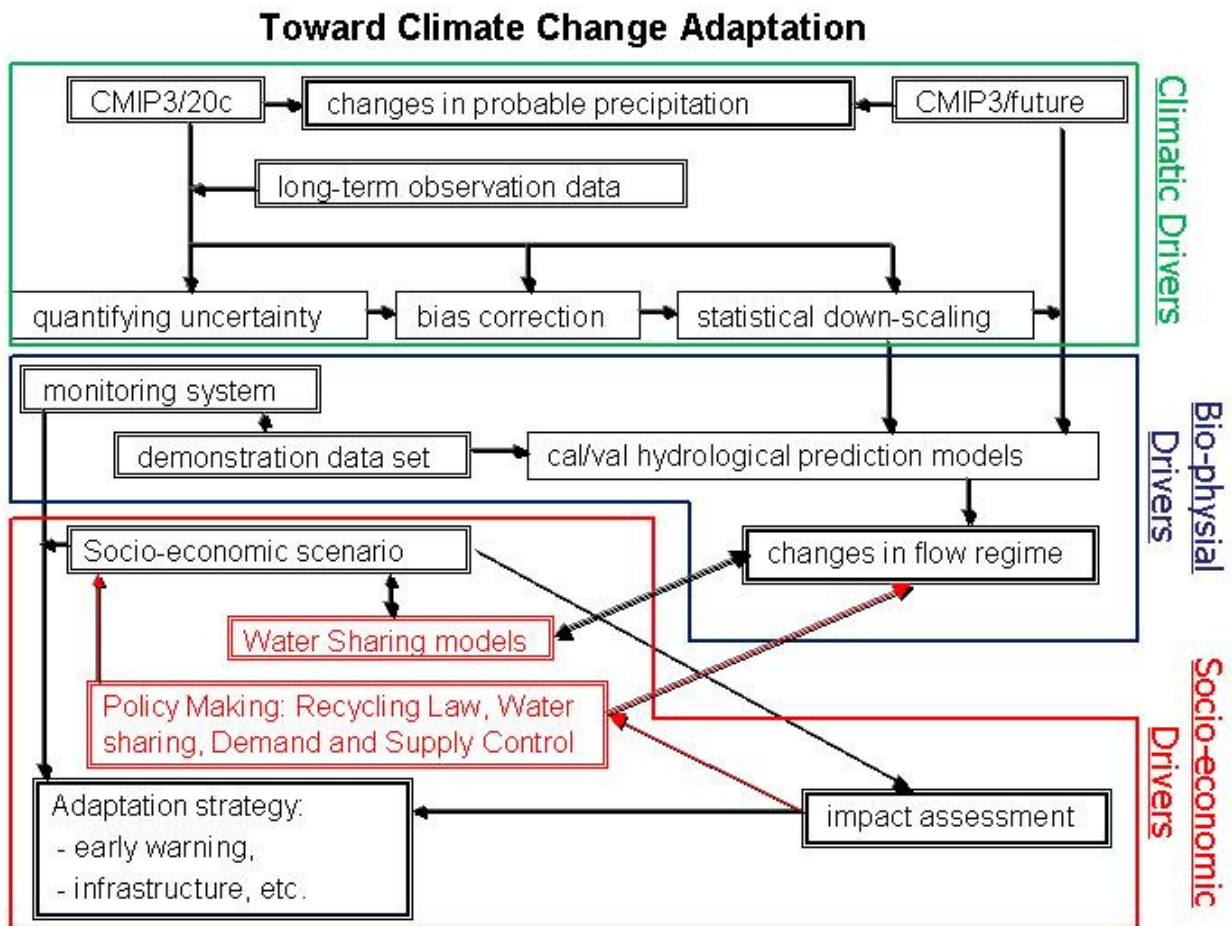 Toward Climate Change Adaptation
CMIP3/20c
changes in probable precipitation
CMIP3/future
long-term observation data
quantifying uncertainty
bias correction
statistical down-scaling
Climatic Drivers
monitoring system
demonstration data set
cal/val hydrological prediction models
changes in flow regime
Bio-physial
Drivers
Socio-economic scenario
Water Sharing models
Policy Making: Recycling Law, Water
sharing, Demand and Supply Control
Adaptation strategy:
- early warning,
- infrastructure, etc.
impact assessment
Socio-economic
Drivers